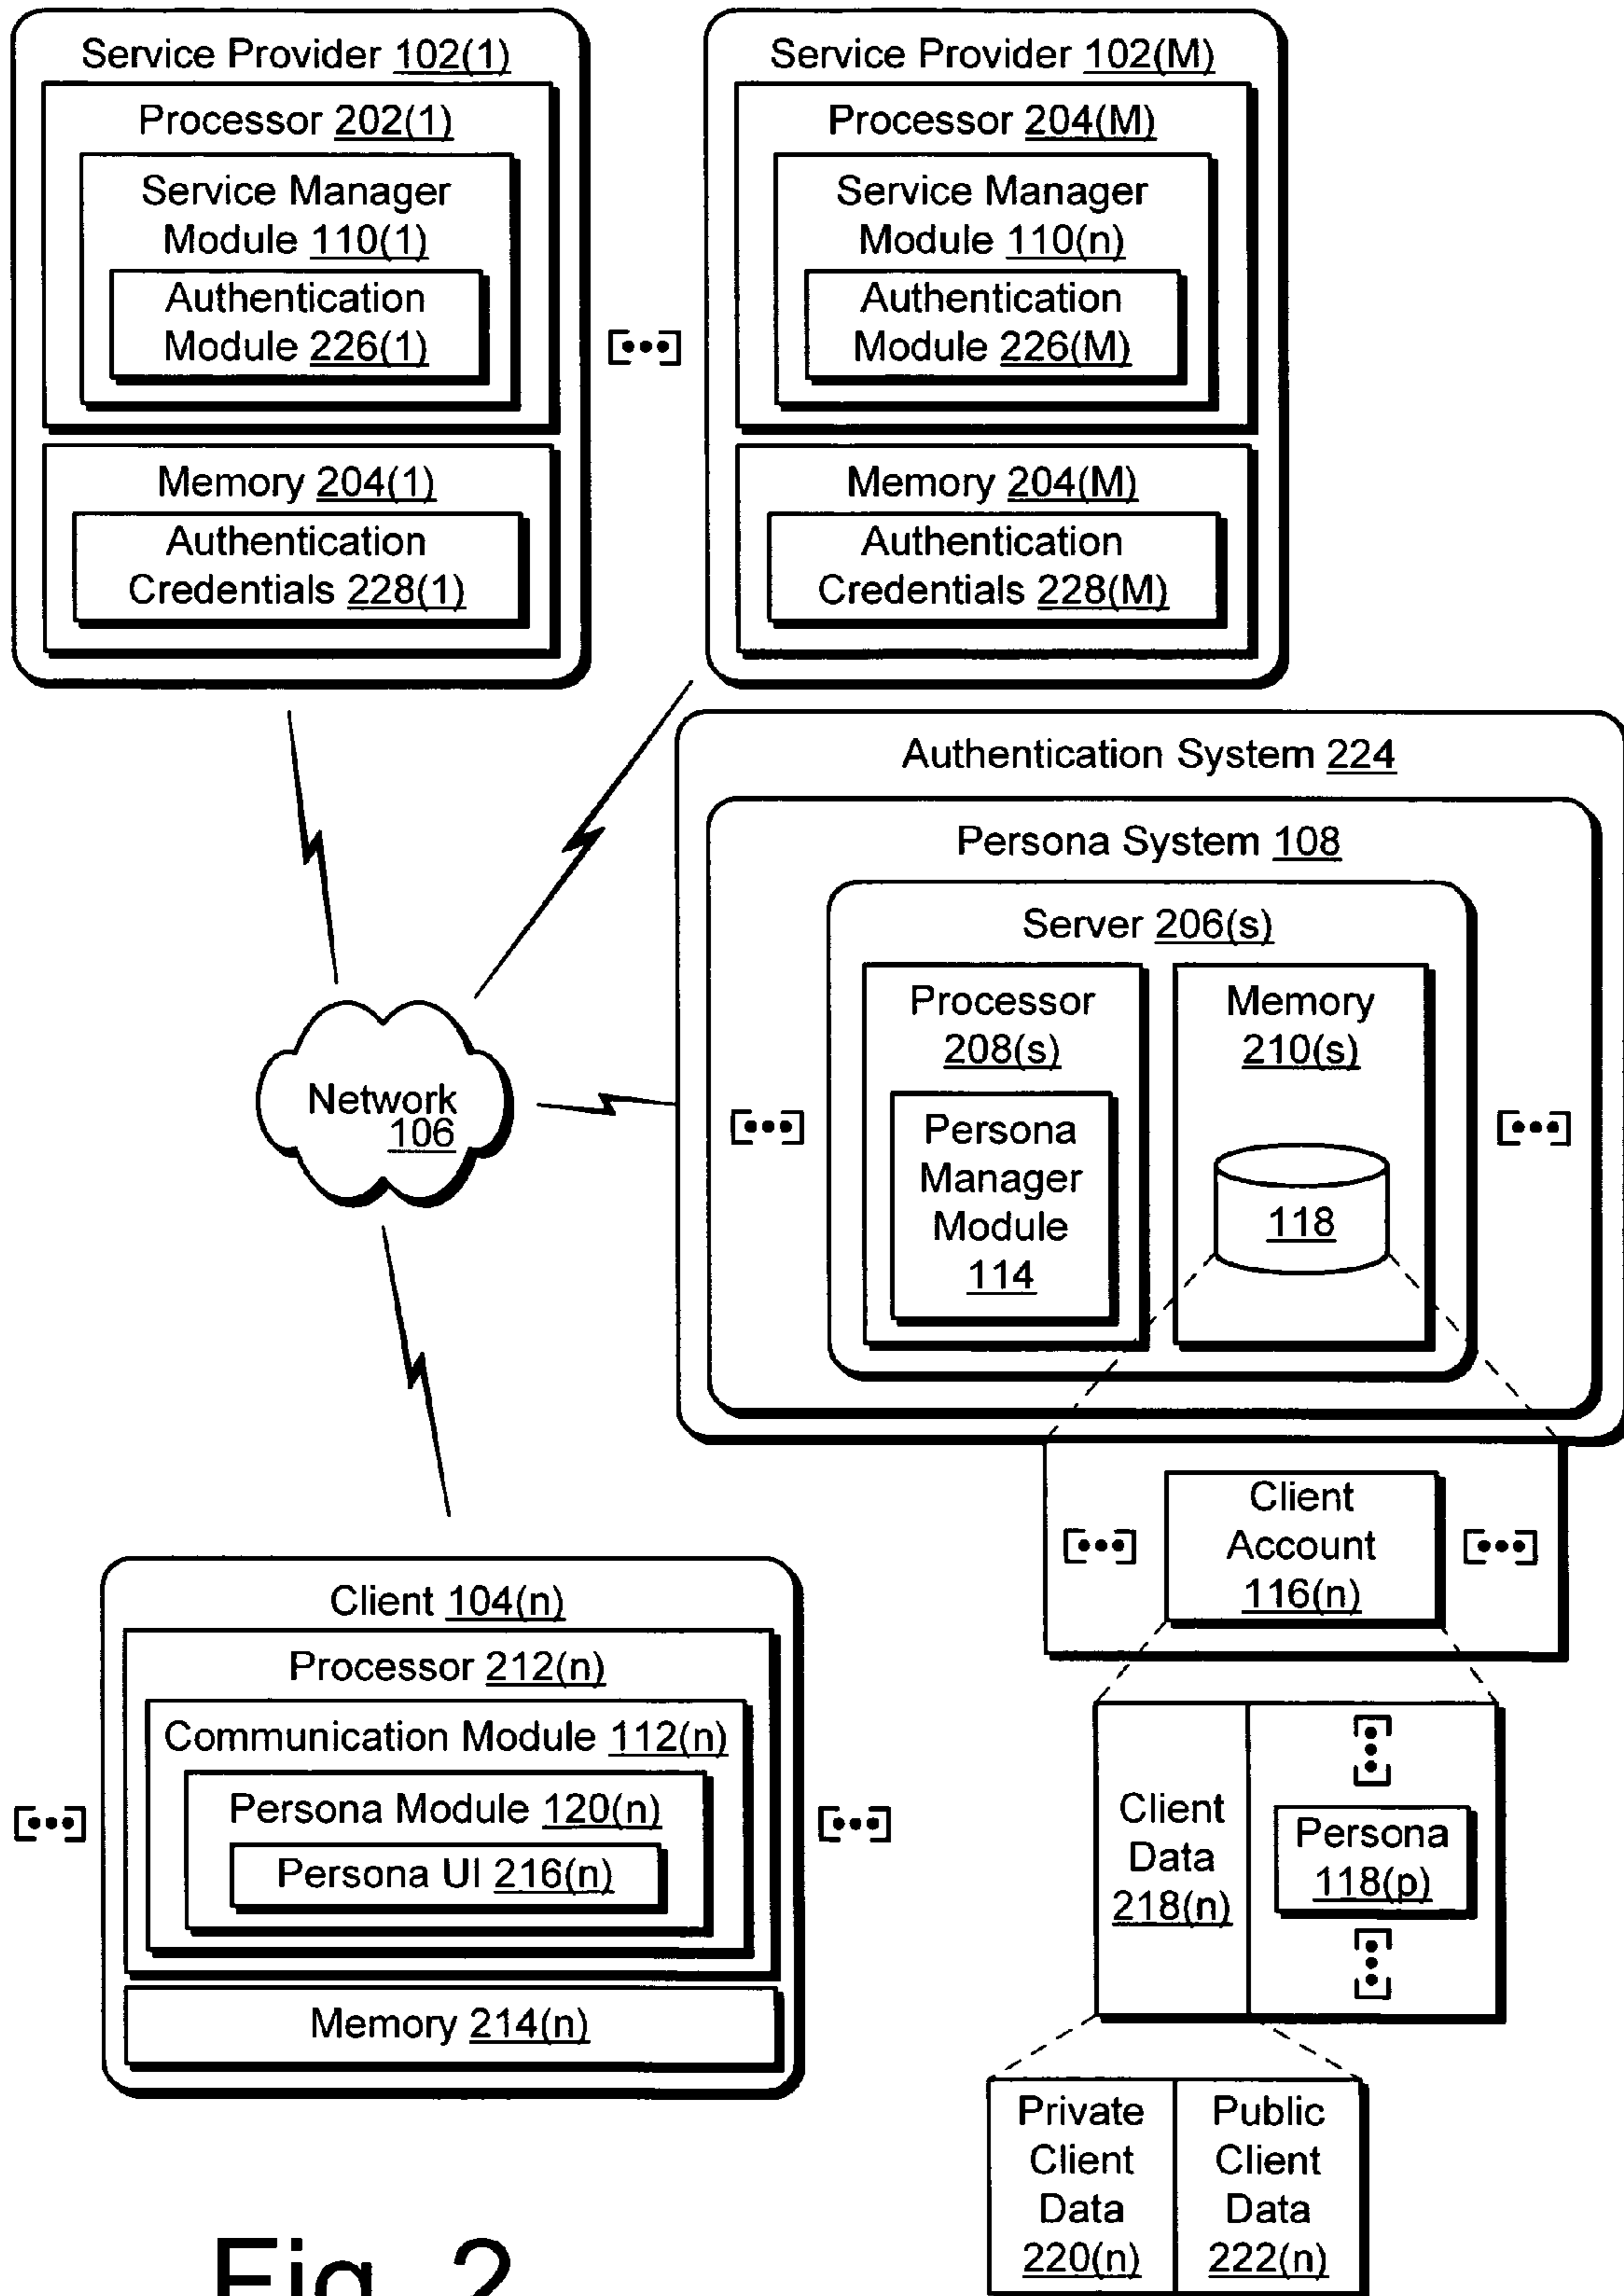 Service Provider 102(1)
Processor 202(1)
Service Manager
Module 110(1)
Authentication
Module 226(1)
Memory 204(1)
Authentication
Credentials 228(1)
[•••]
Service Provider 102(M)
Processor 204(M)
Service Manager
Module 110(n)
Authentication
Module 226(M)
Memory 204(M)
Authentication
Credentials 228(M)
Authentication System 224
Persona System 108
Server 206(s)
Processor
208(s)
Persona
Manager
Module
114
Memory
210(s)
118
[•••]
[•••]
Network
106
Client
Account
116(n)
[•••]
[•••]
Client 104(n)
Processor 212(n)
Communication Module 112(n)
Persona Module 120(n)
Persona UI 216(n)
Memory 214(n)
[•••]
[•••]
Client
Data
218(n)
[•••]
Persona
118(p)
[•••]
Private
Client
Data
220(n)
Public
Client
Data
222(n)
Fig. 2